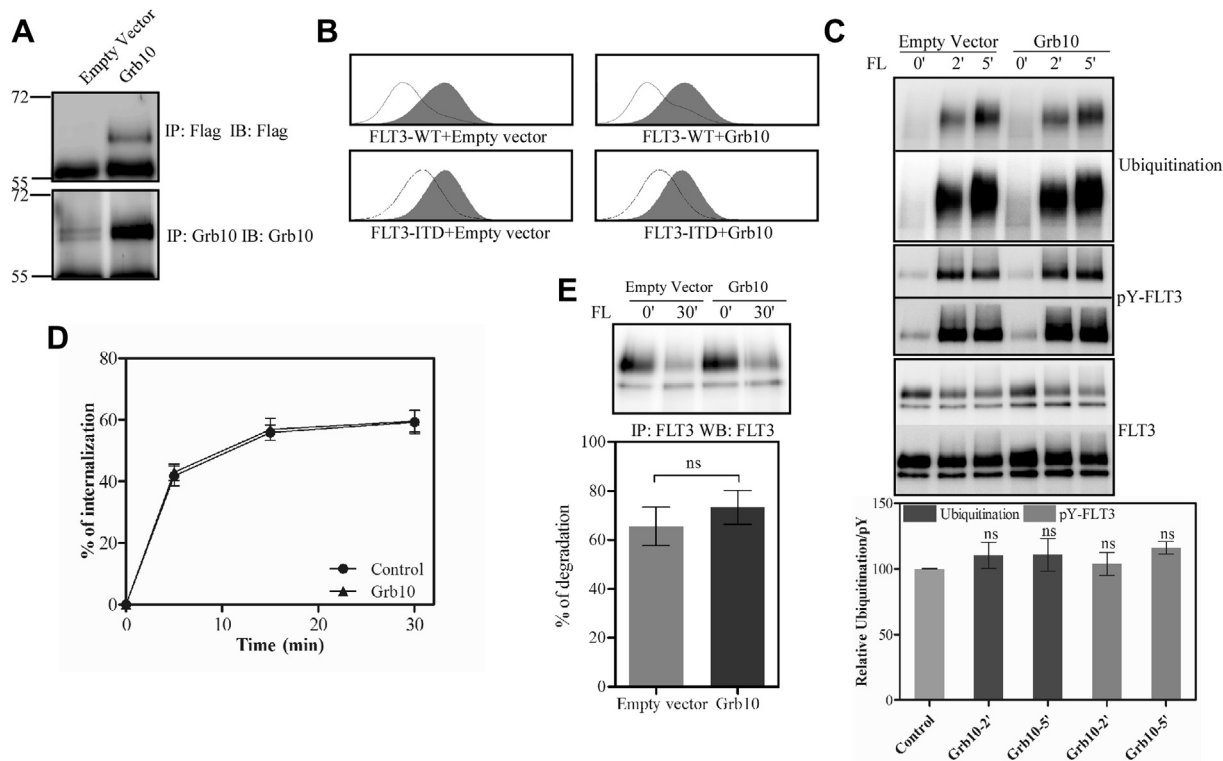 A
Empty Vector
Grb10
72
IP: Flag IB: Flag
55
72
IP: Grb10 IB: Grb10
55
B
FLT3-WT+Empty vector
FLT3-WT+Grb10
FLT3-ITD+Empty vector
FLT3-ITD+Grb10
C
Empty Vector Grb10
FL 0' 2' 5' 0' 2' 5'
Ubiquitination
pY-FLT3
FLT3
150
100
50
0
Relative Ubiquitination/pY
Ubiquitination pY-FLT3
ns ns ns ns
Control Grb10-2' Grb10-5' Grb10-2' Grb10-5'
D
80
60
40
20
0
% of internalization
Control
Grb10
0 10 20 30
Time (min)
E
Empty Vector Grb10
FL 0' 30' 0' 30'
IP: FLT3 WB: FLT3
100
80
60
40
20
0
% of degradation
ns
Empty vector Grb10